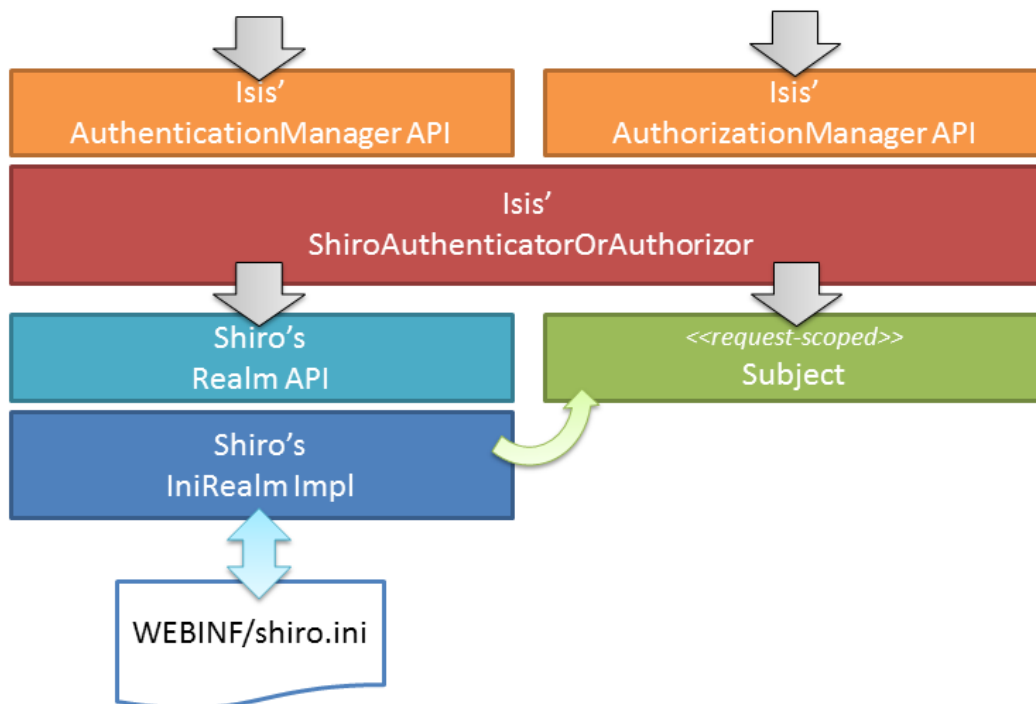 Isis’
AuthenticationManager API
Isis’
AuthorizationManager API
Isis’
ShiroAuthenticatorOrAuthorizor
Shiro’s
Realm API
<<request-scoped>>
Subject
Shiro’s
IniRealm Impl
WEBINF/shiro.ini